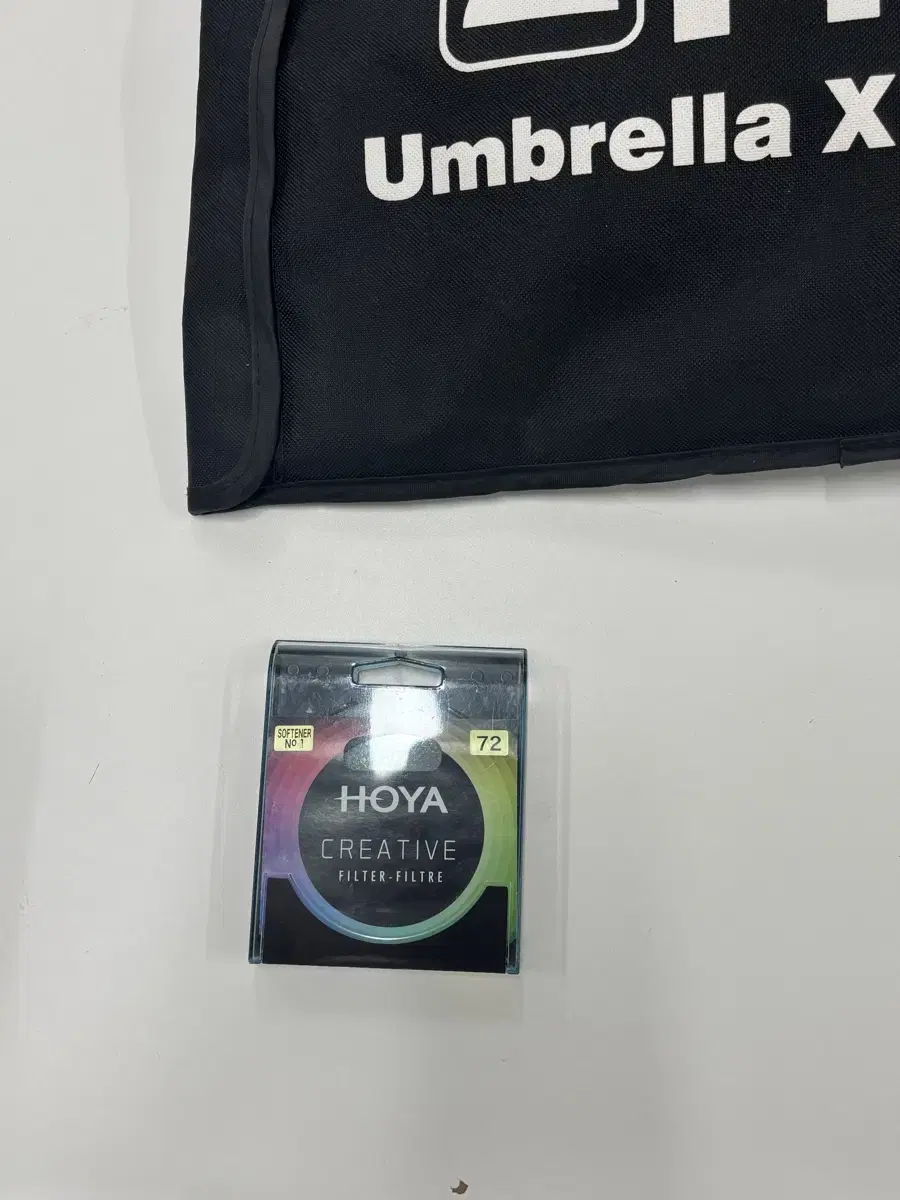 Umbrella X
SOFTENER
No 1
72
HOYA
CREATIVE
FILTER-FILTRE